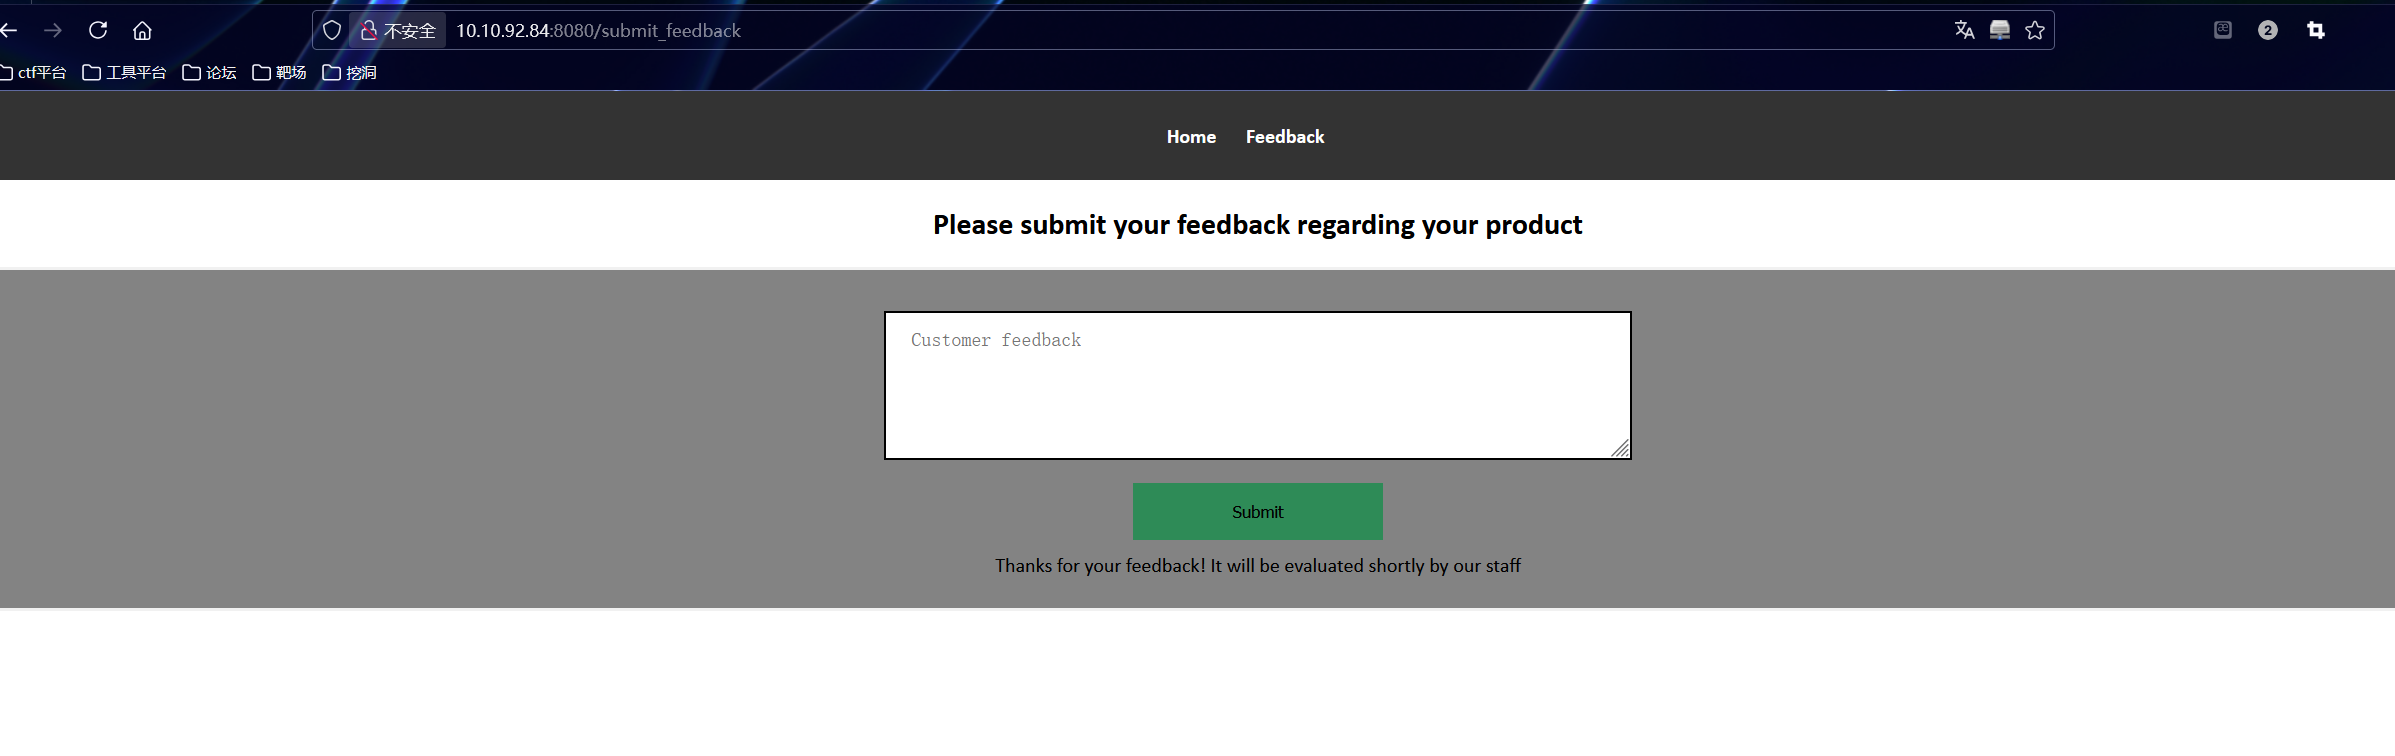 不安全 10.10.92.84:8080/submit_feedback 2
ctf平台 工具平台 论坛 靶场 挖洞
Home Feedback
Please submit your feedback regarding your product
Customer feedback
Submit
Thanks for your feedback! It will be evaluated shortly by our staff